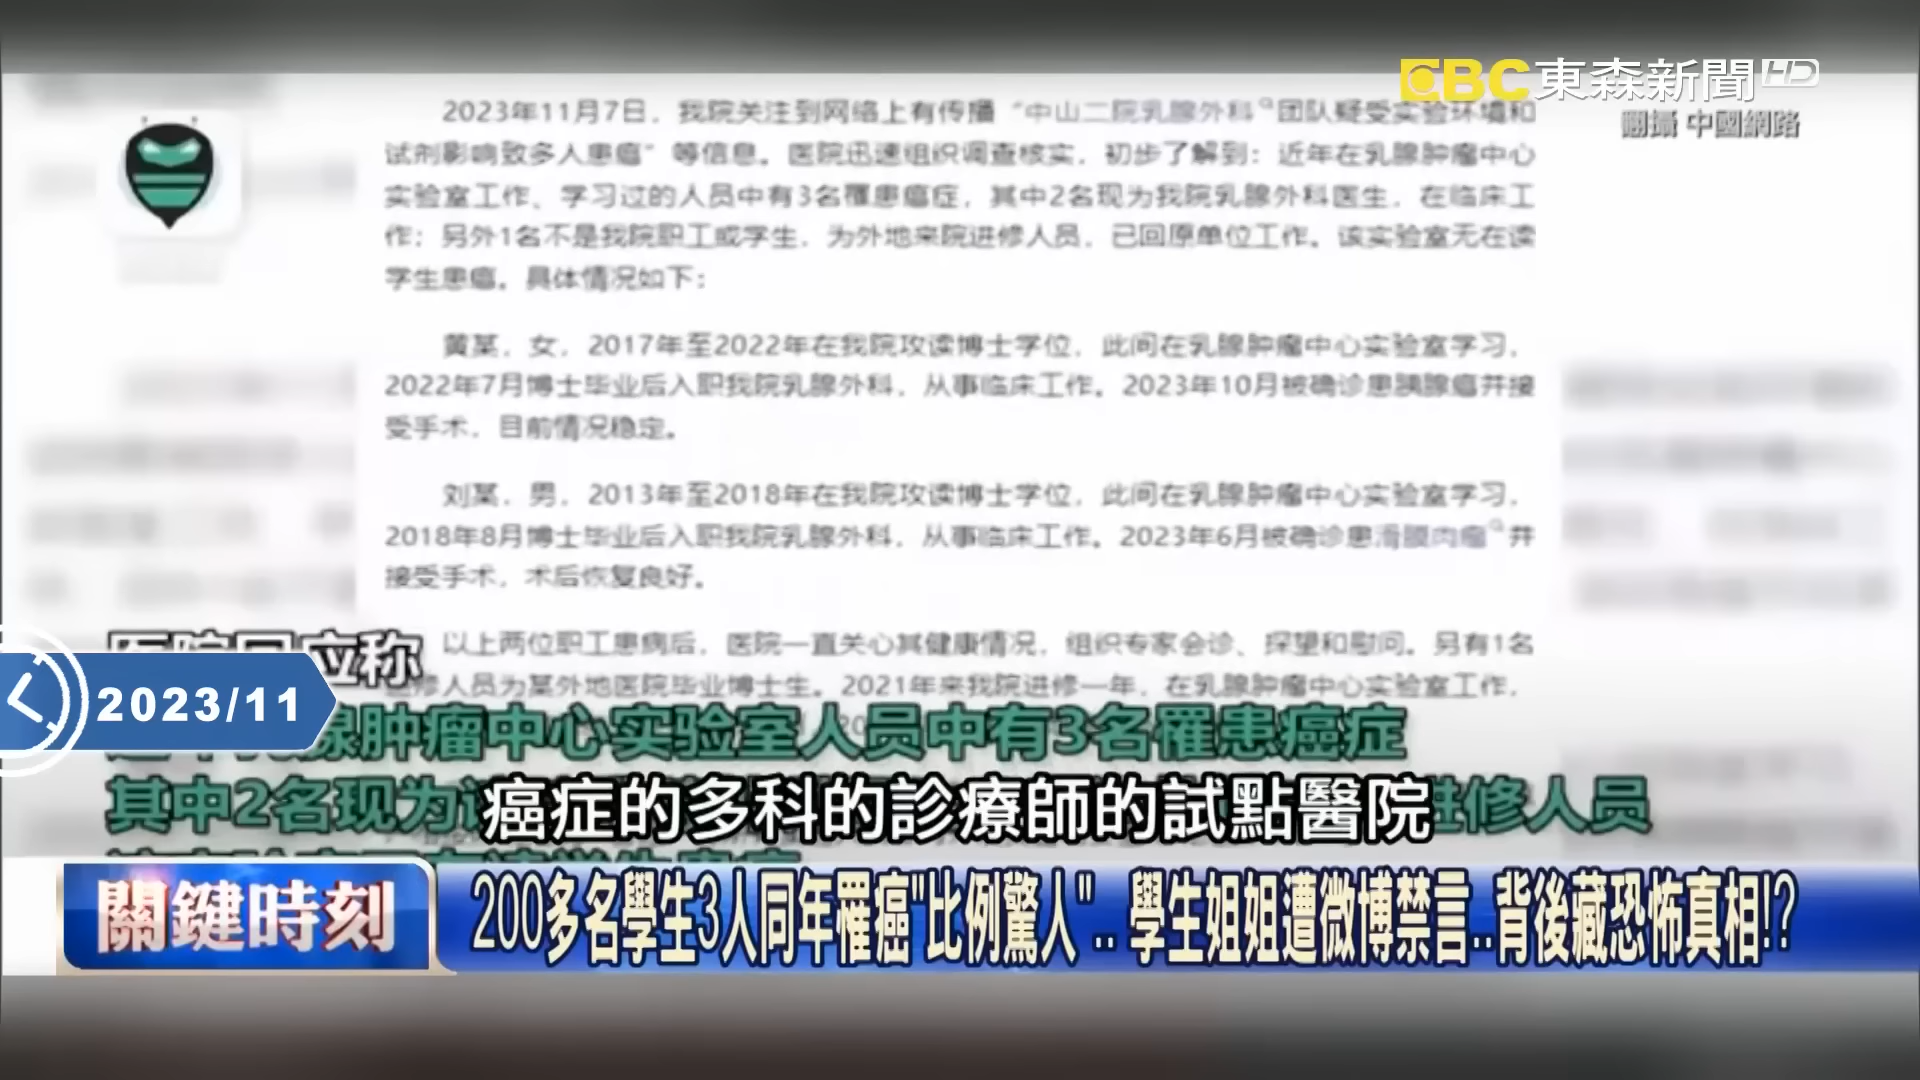 EBC 東森新聞 HD
翻攝 中國網路
2023年11月7日，我院关注到网络上有传播“中山二院乳腺外科团队疑受实验环境和
试剂影响致多人患癌”等信息。医院迅速组织调查核实，初步了解到：近年在乳腺肿瘤中心
实验室工作、学习过的人员中有3名罹患癌症，其中2名现为我院乳腺外科医生，在临床工
作；另外1名不是我院职工或学生，为外地来院进修人员，已回原单位工作。该实验室无在读
学生患癌。具体情况如下：
黄某，女，2017年至2022年在我院攻读博士学位，此间在乳腺肿瘤中心实验室学习，
2022年7月博士毕业后入职我院乳腺外科，从事临床工作。2023年10月被确诊患胰腺癌并接
受手术，目前情况稳定。
刘某，男，2013年至2018年在我院攻读博士学位，此间在乳腺肿瘤中心实验室学习，
2018年8月博士毕业后入职我院乳腺外科，从事临床工作。2023年6月被确诊患滑膜肉瘤并
接受手术，术后恢复良好。
以上两位职工患病后，医院一直关心其健康情况，组织专家会诊、探望和慰问。另有1名
进修人员为某外地医院毕业博士生。2021年来我院进修一年，在乳腺肿瘤中心实验室工作，
医院回应称
2023/11
腺肿瘤中心实验室人员中有3名罹患癌症
其中2名现为 进修人员
癌症的多科的診療師的試點醫院
關鍵時刻
200多名學生3人同年罹癌"比例驚人"..學生姐姐遭微博禁言..背後藏恐怖真相!?